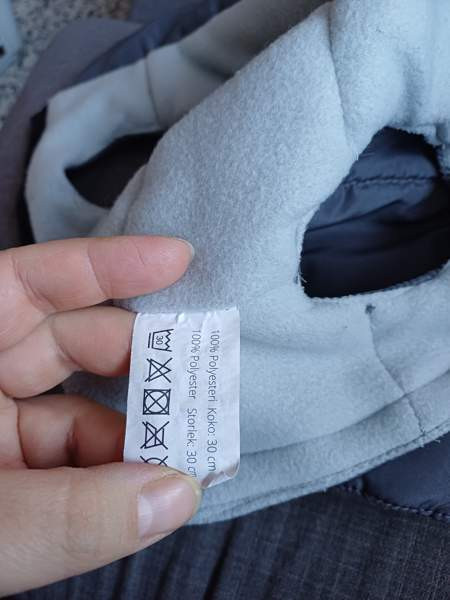 100% Polyesteri Koko: 30 cm
100% Polyester Storlek: 30 cm
30